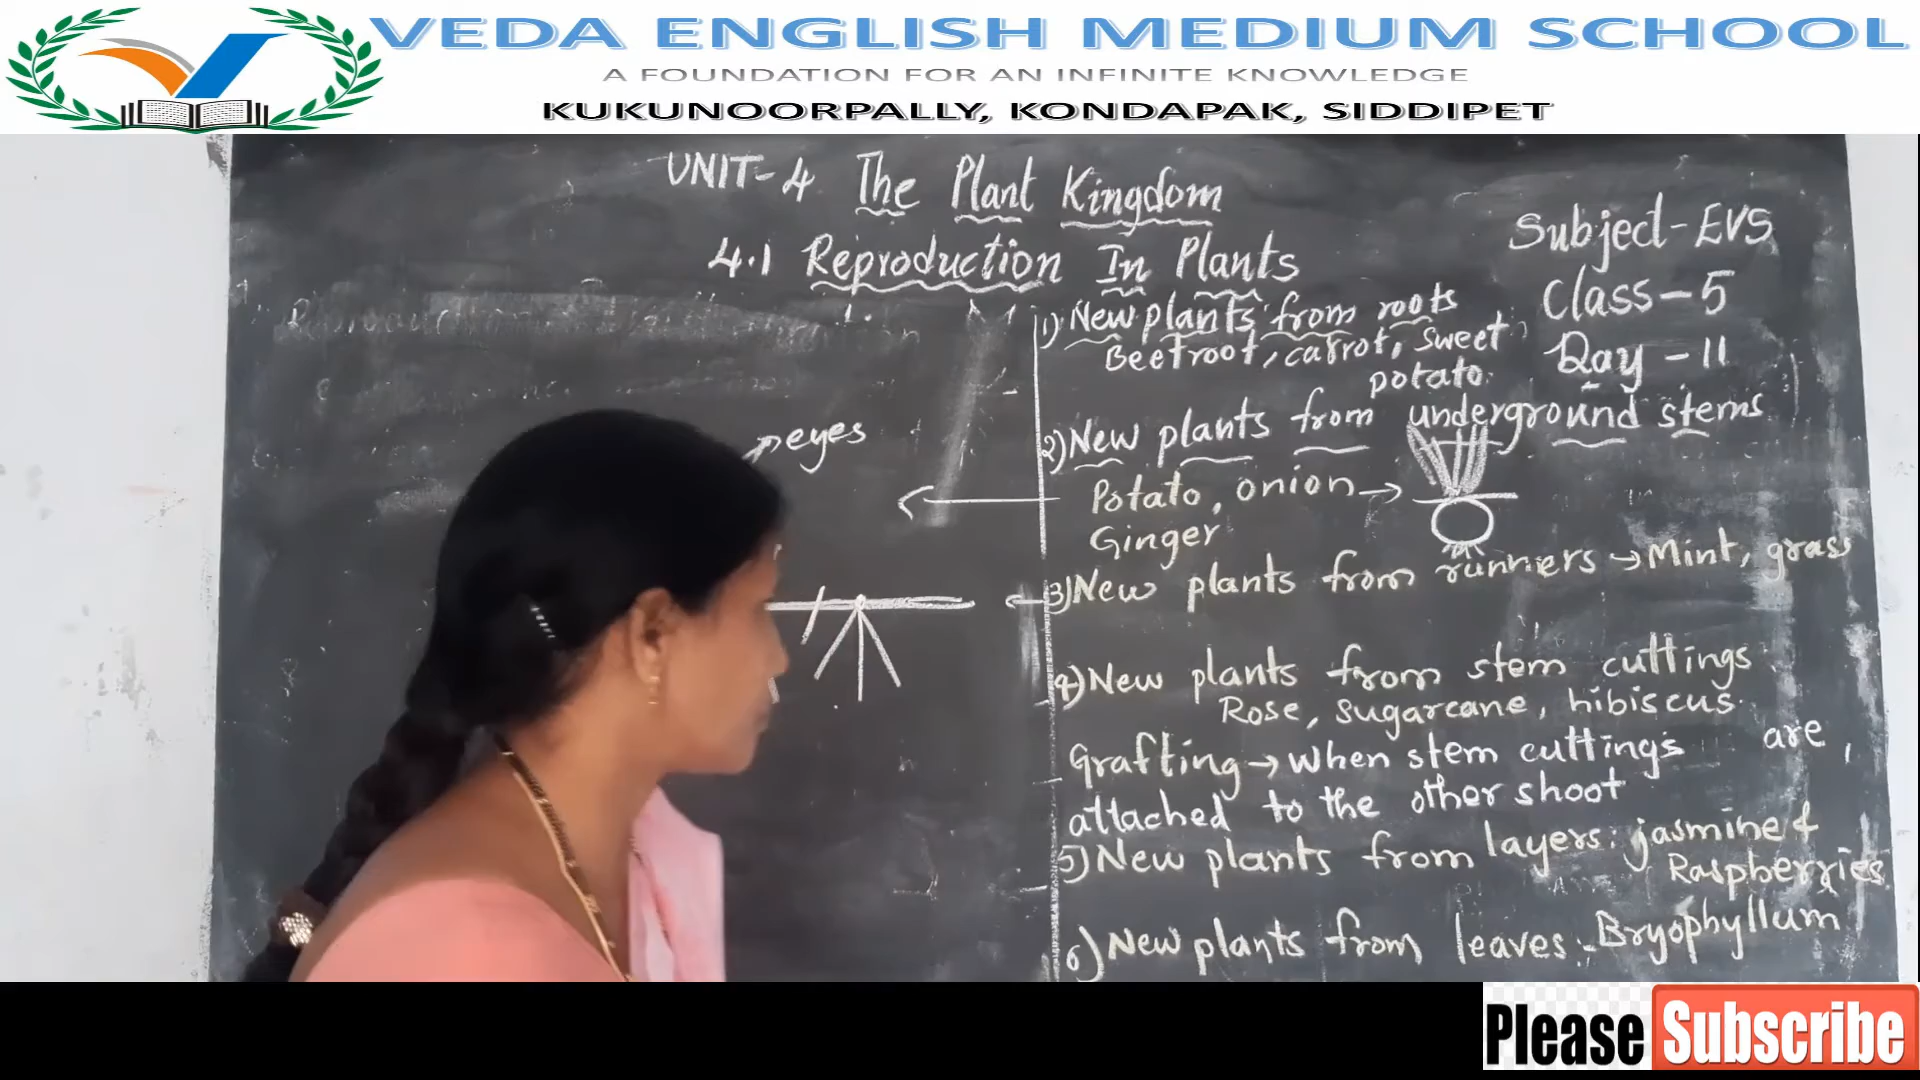 VEDA ENGLISH MEDIUM SCHOOL
A FOUNDATION FOR AN INFINITE KNOWLEDGE
KUKUNOORPALLY, KONDAPAK, SIDDIPET
UNIT-4 The Plant Kingdom
4.1 Reproduction In Plants
Subject-EVS
Class-5
Day-11
eyes
1) New plants from roots
Beetroot, carrot, sweet
potato.
2) New plants from underground stems
Potato, onion →
Ginger
3) New plants from runners → Mint, grass
4) New plants from stem cuttings
Rose, sugarcane, hibiscus.
Grafting → when stem cuttings are
attached to the other shoot
5) New plants from layers: jasmine &
Raspberries.
6) New plants from leaves:- Bryophyllum
Please Subscribe